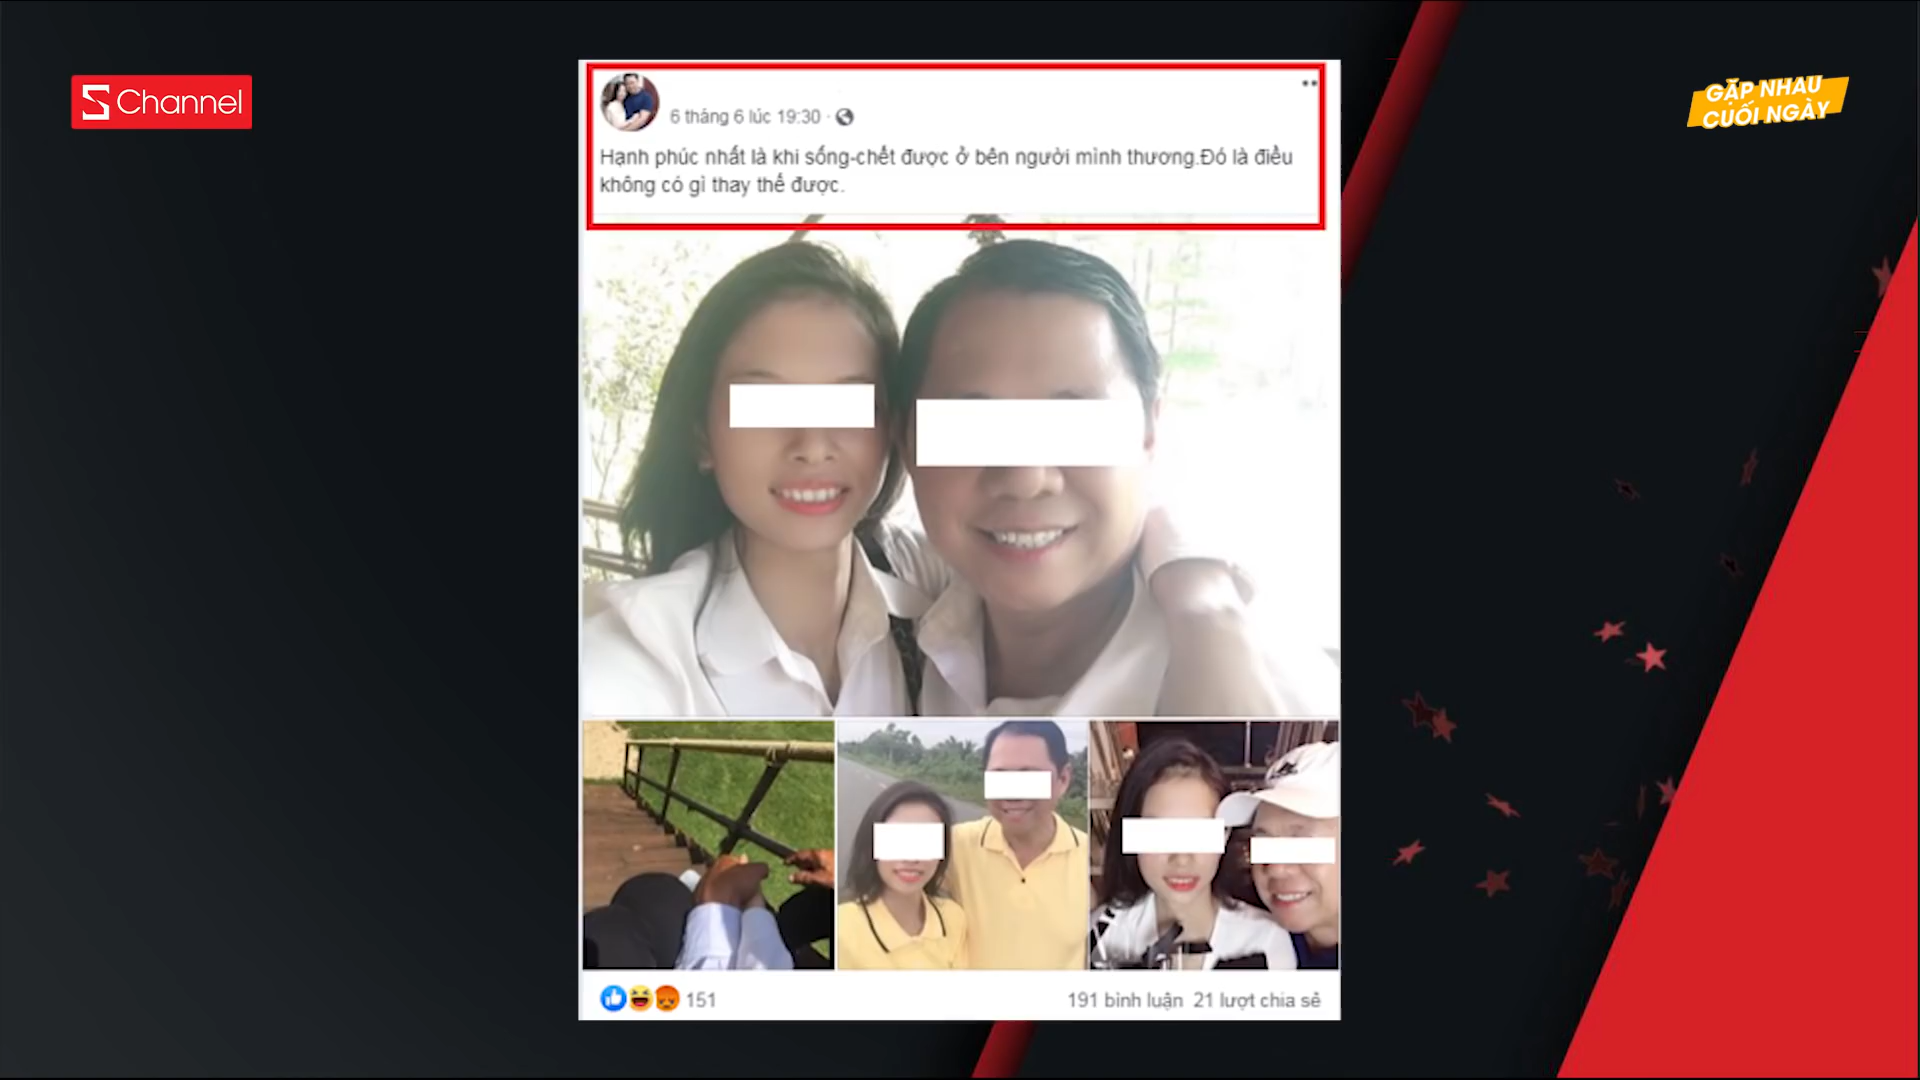 S Channel
GẶP NHAU
CUỐI NGÀY
6 tháng 6 lúc 19:30 ·
Hạnh phúc nhất là khi sống-chết được ở bên người mình thương.Đó là điều
không có gì thay thế được.
151
191 bình luận 21 lượt chia sẻ